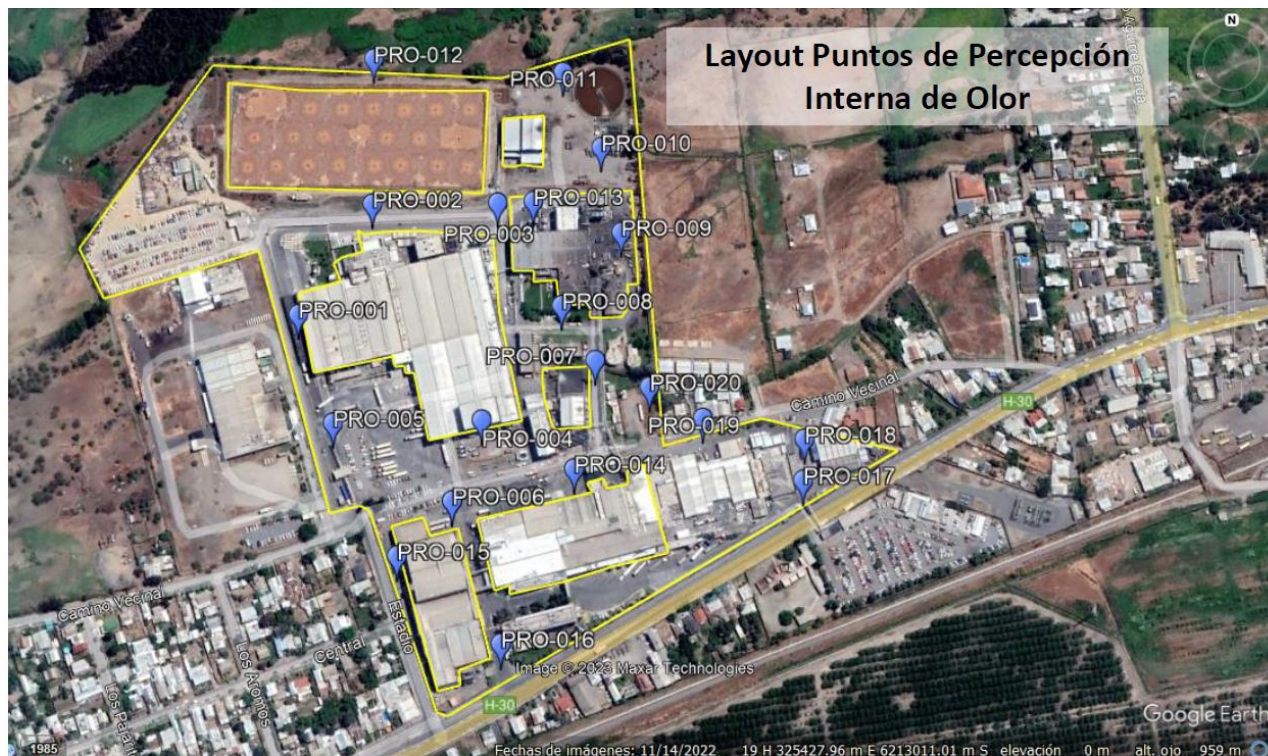 Layout Puntos de Percepción
Interna de Olor
N
PRO-012
PRO-011
PRO-010
PRO-002
PRO-013
PRO-003
PRO-009
PRO-001
PRO-008
PRO-007
PRO-020
Camino Vecinal
H-30
PRO-005
PRO-004
PRO-019
PRO-018
PRO-014
PRO-017
PRO-006
PRO-015
Camino Vecinal
Estadio
Central
Los Aromos
PRO-016
Image © 2023 Maxar Technologies
H-30
Google Earth
1985
Fechas de imágenes: 11/14/2022 19 H 325427.96 m E 6213011.01 m S elevación 0 m alt. ojo 959 m